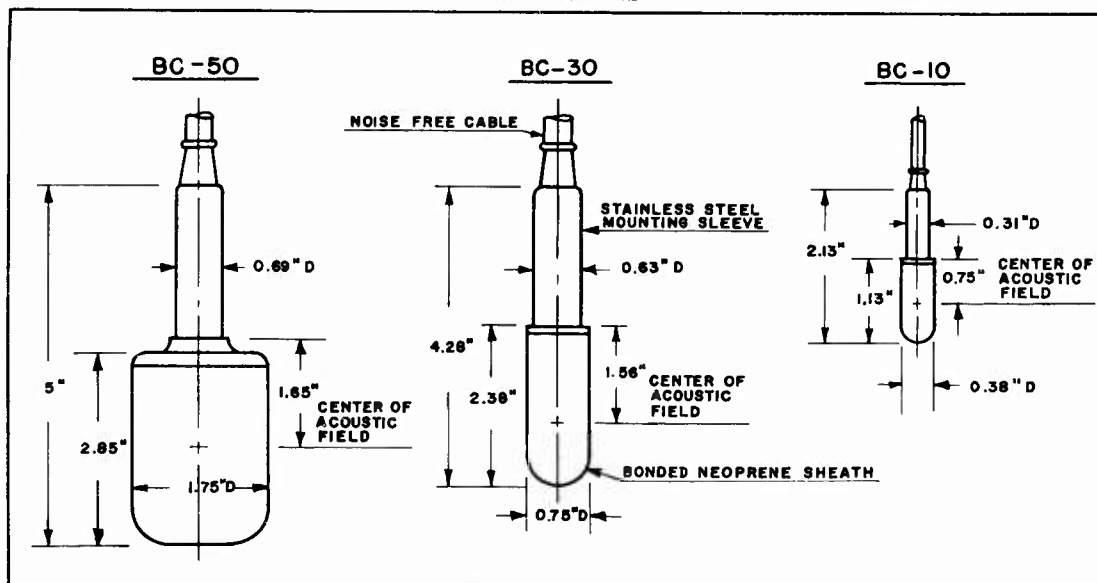 BC-50
BC-30
BC-10
NOISE FREE CABLE
STAINLESS STEEL
MOUNTING SLEEVE
0.69"D
0.63"D
0.31"D
2.13"
1.13"
0.75"
CENTER OF
ACOUSTIC
FIELD
0.38"D
5"
2.85"
1.65"
CENTER OF
ACOUSTIC
FIELD
1.75"D
4.28"
2.38"
1.56"
CENTER OF
ACOUSTIC
FIELD
BONDED NEOPRENE SHEATH
0.75"D